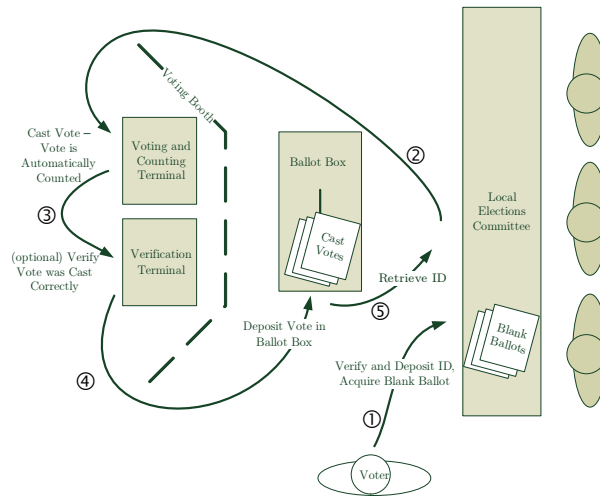 Voting Booth
Cast Vote –
Vote is
Automatically
Counted
Voting and
Counting
Terminal
Ballot Box
②
Local
Elections
Committee
③
Cast
Votes
(optional) Verify
Vote was Cast
Correctly
Verification
Terminal
Retrieve ID
⑤
Deposit Vote in
Ballot Box
Blank
Ballots
④
Verify and Deposit ID,
Acquire Blank Ballot
①
Voter